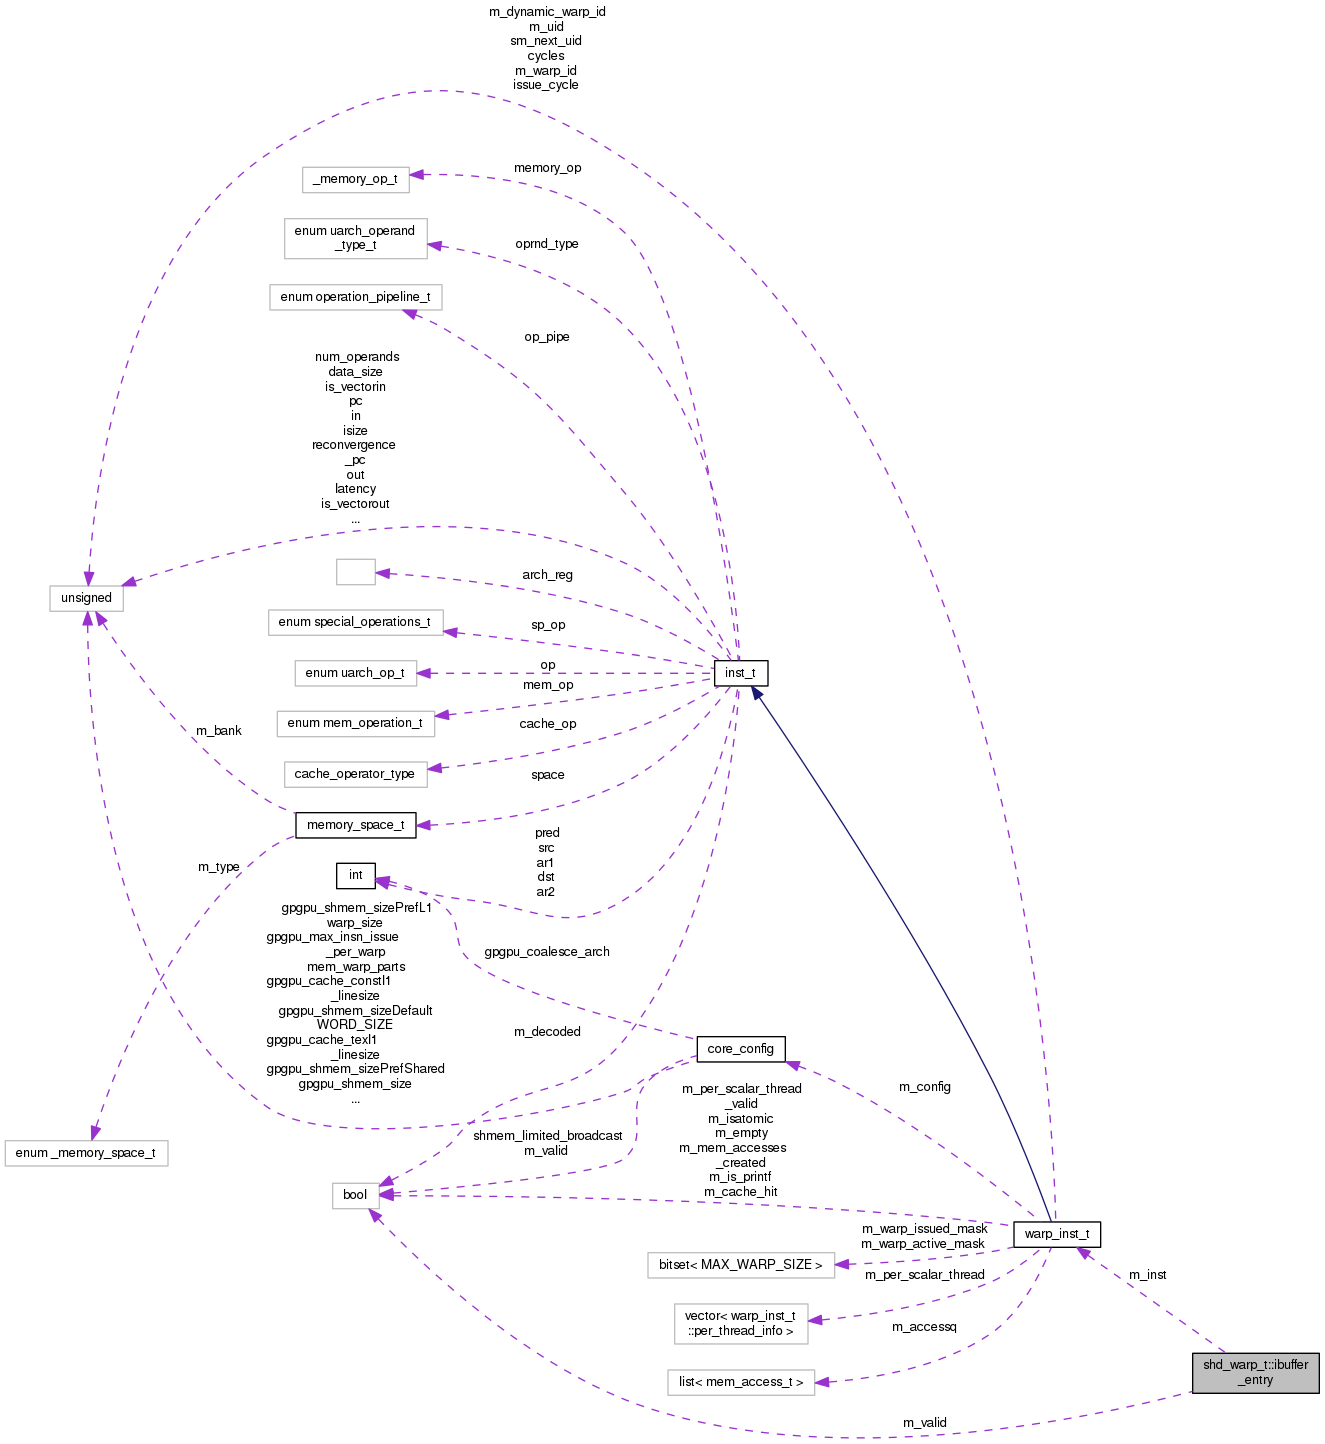 m_dynamic_warp_id
m_uid
sm_next_uid
cycles
m_warp_id
issue_cycle
memory_op
_memory_op_t
enum uarch_operand
_type_t
oprnd_type
enum operation_pipeline_t
op_pipe
num_operands
data_size
is_vectorin
pc
in
isize
reconvergence
_pc
out
latency
is_vectorout
...
unsigned
arch_reg
enum special_operations_t
sp_op
enum uarch_op_t
op
inst_t
mem_op
enum mem_operation_t
cache_op
m_bank
cache_operator_type
space
memory_space_t
pred
src
ar1
dst
ar2
m_type
int
gpgpu_shmem_sizePrefL1
warp_size
gpgpu_max_insn_issue
_per_warp
mem_warp_parts
gpgpu_cache_constl1
_linesize
gpgpu_shmem_sizeDefault
WORD_SIZE
gpgpu_cache_texl1
_linesize
gpgpu_shmem_sizePrefShared
gpgpu_shmem_size
...
gpgpu_coalesce_arch
m_decoded
core_config
m_config
m_per_scalar_thread
_valid
m_isatomic
m_empty
m_mem_accesses
_created
m_is_printf
m_cache_hit
shmem_limited_broadcast
m_valid
enum _memory_space_t
bool
warp_inst_t
m_warp_issued_mask
m_warp_active_mask
bitset< MAX_WARP_SIZE >
m_per_scalar_thread
m_inst
vector< warp_inst_t
::per_thread_info >
m_accessq
list< mem_access_t >
shd_warp_t::ibuffer
_entry
m_valid